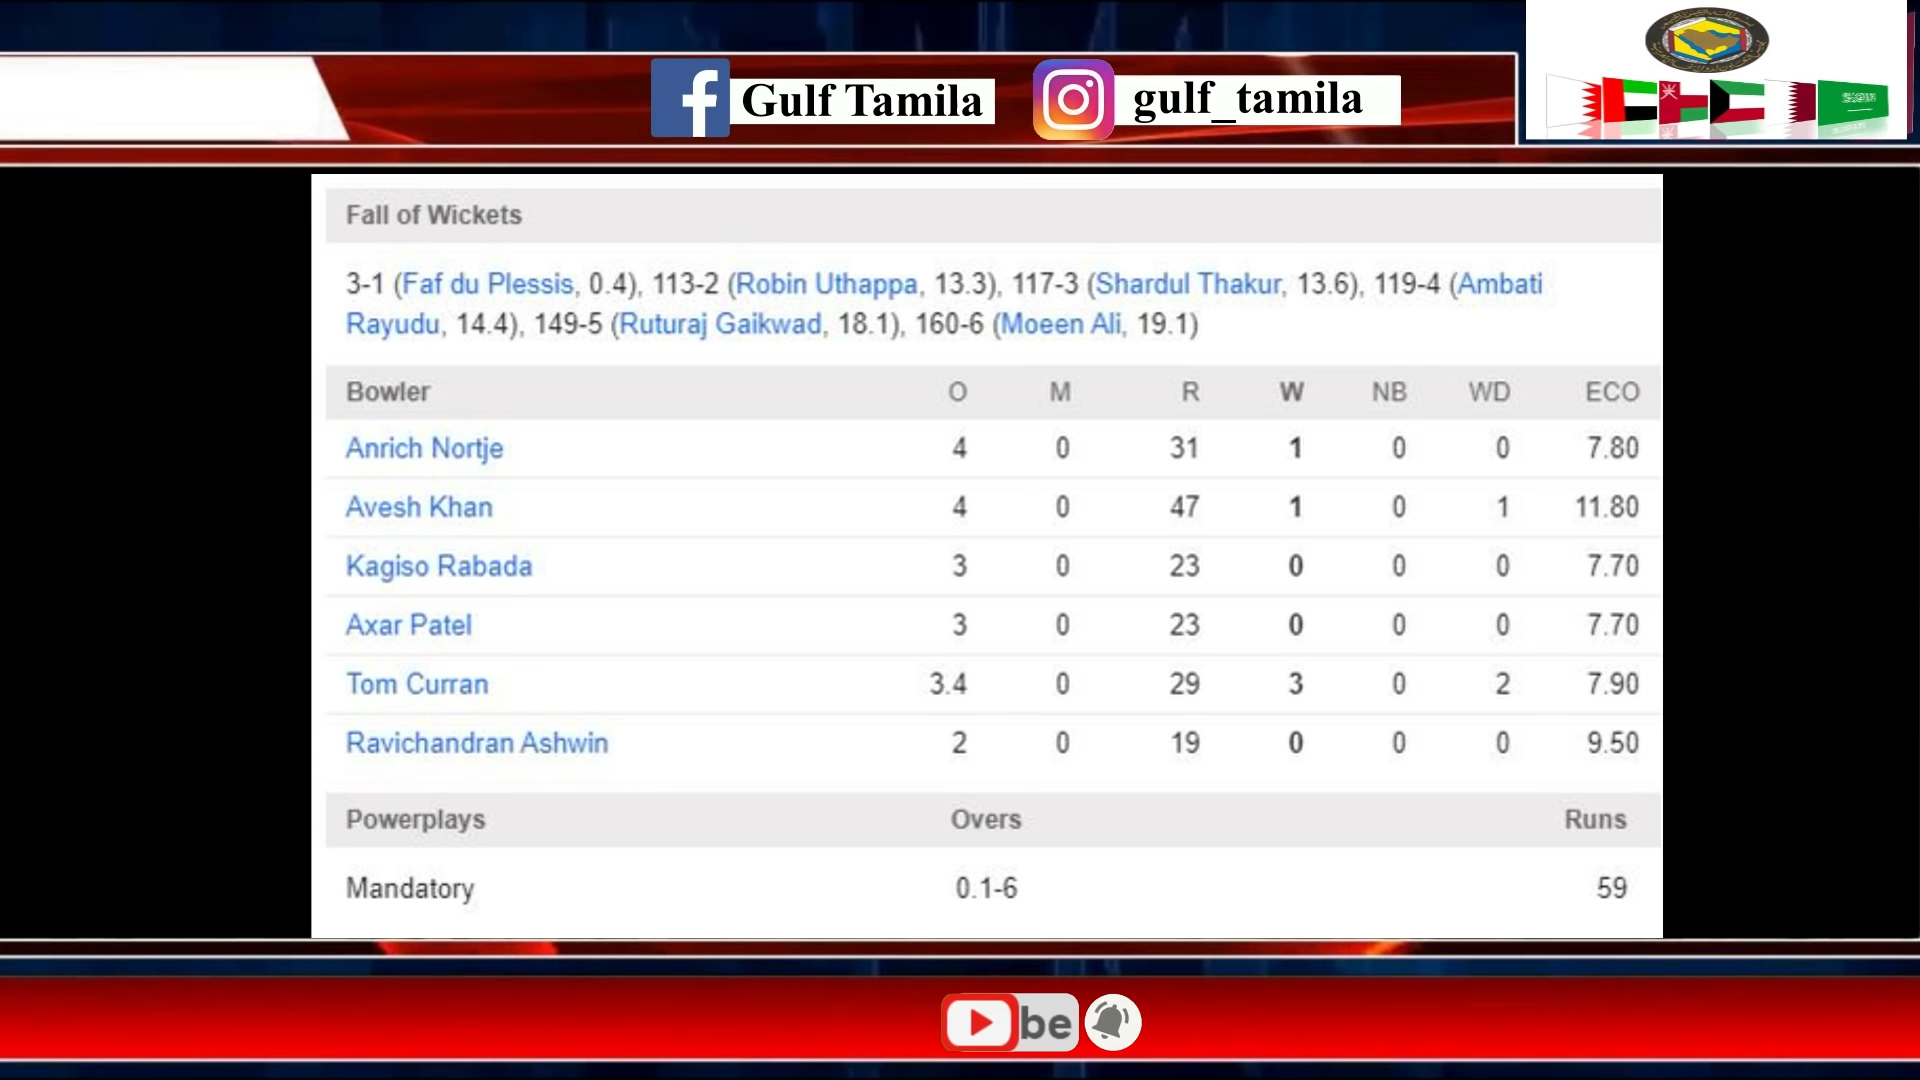 Gulf Tamila
gulf_tamila
Fall of Wickets
3-1 (Faf du Plessis, 0.4), 113-2 (Robin Uthappa, 13.3), 117-3 (Shardul Thakur, 13.6), 119-4 (Ambati
Rayudu, 14.4), 149-5 (Ruturaj Gaikwad, 18.1), 160-6 (Moeen Ali, 19.1)
Bowler O M R W NB WD ECO
Anrich Nortje 4 0 31 1 0 0 7.80
Avesh Khan 4 0 47 1 0 1 11.80
Kagiso Rabada 3 0 23 0 0 0 7.70
Axar Patel 3 0 23 0 0 0 7.70
Tom Curran 3.4 0 29 3 0 2 7.90
Ravichandran Ashwin 2 0 19 0 0 0 9.50
Powerplays Overs Runs
Mandatory 0.1-6 59
be